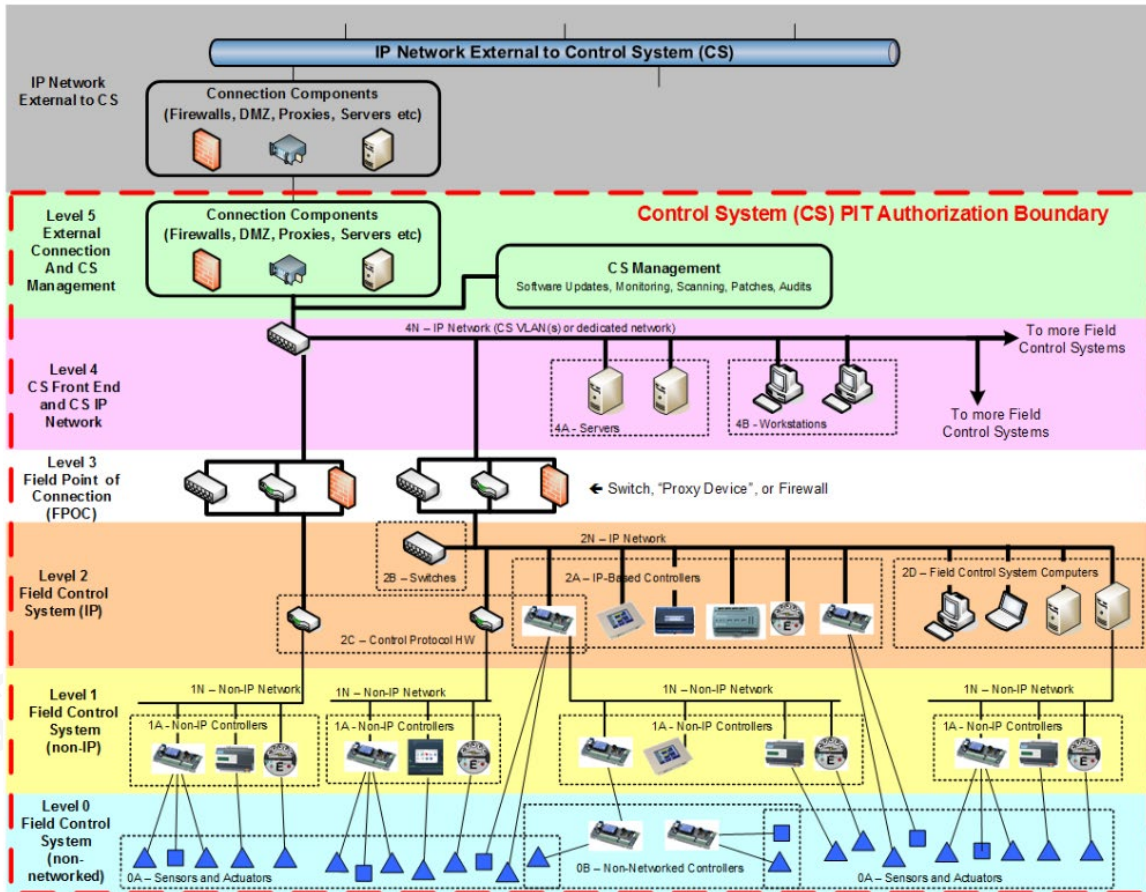 IP Network External to Control System (CS)
IP Network
External to CS
Connection Components
(Firewalls, DMZ, Proxies, Servers etc)
Level 5
External
Connection
And CS
Management
Connection Components
(Firewalls, DMZ, Proxies, Servers etc)
Control System (CS) PIT Authorization Boundary
CS Management
Software Updates, Monitoring, Scanning, Patches, Audits
Level 4
CS Front End
and CS IP
Network
4N – IP Network (CS VLAN(s) or dedicated network)
To more Field
Control Systems
4A - Servers
4B - Workstations
To more Field
Control Systems
Level 3
Field Point of
Connection
(FPOC)
← Switch, "Proxy Device", or Firewall
Level 2
Field Control
System (IP)
2N – IP Network
2B – Switches
2A – IP-Based Controllers
2D – Field Control System Computers
2C – Control Protocol HW
Level 1
Field Control
System
(non-IP)
1N – Non-IP Network
1N – Non-IP Network
1N – Non-IP Network
1N – Non-IP Network
1A - Non-IP Controllers
1A - Non-IP Controllers
1A - Non-IP Controllers
1A - Non-IP Controllers
E
E
E
E
E
Level 0
Field Control
System
(non-
networked)
0A – Sensors and Actuators
0B – Non-Networked Controllers
0A – Sensors and Actuators